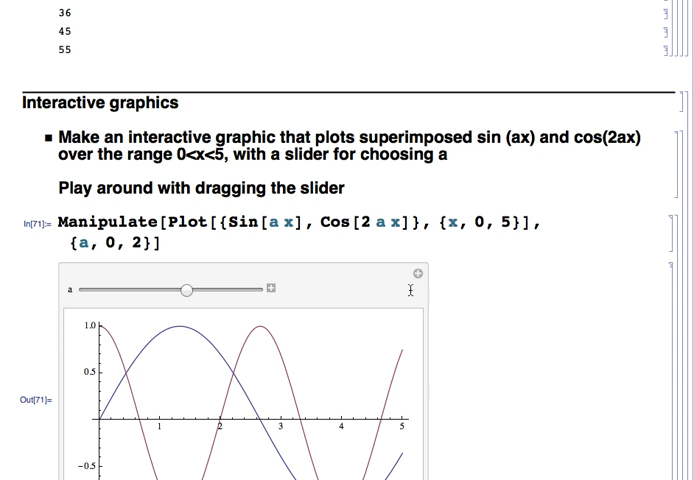 36
45
55
Interactive graphics
▪ Make an interactive graphic that plots superimposed sin (ax) and cos(2ax)
over the range 0<x<5, with a slider for choosing a
Play around with dragging the slider
In[71]:= Manipulate[Plot[{Sin[a x], Cos[2 a x]}, {x, 0, 5}],
{a, 0, 2}]
a
1.0
0.5
Out[71]=
1 2 3 4 5
-0.5